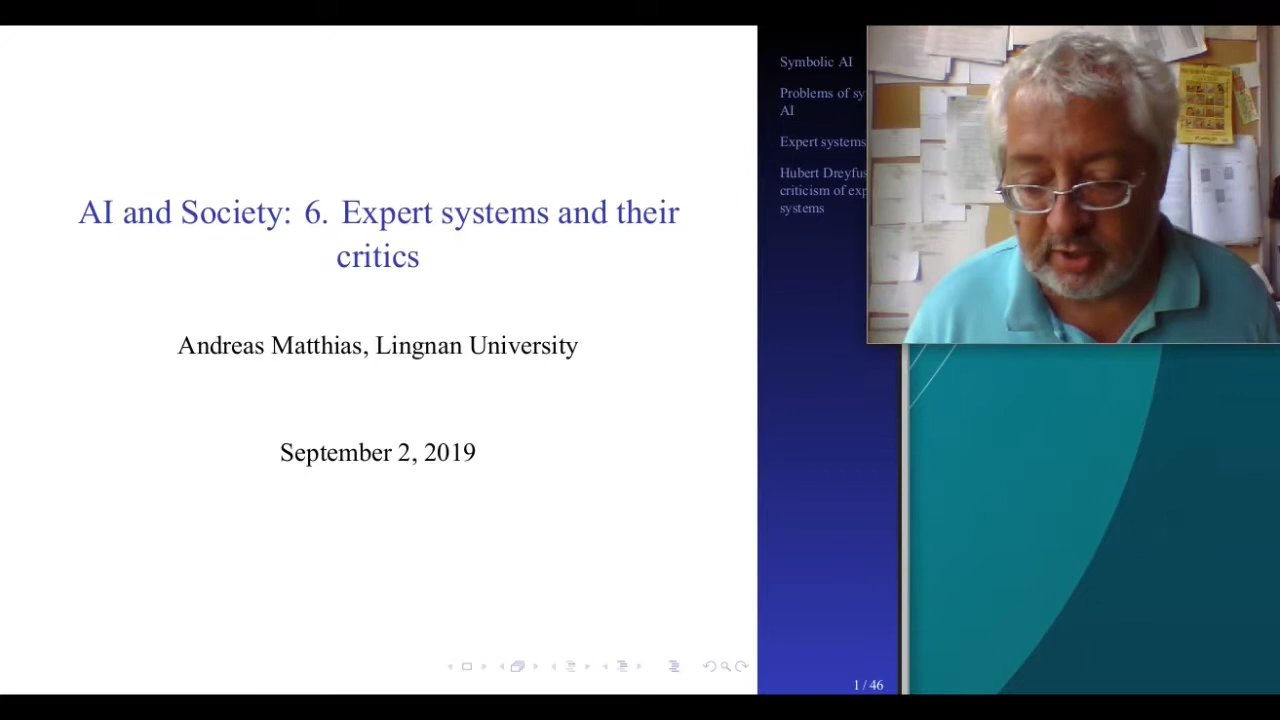 AI and Society: 6. Expert systems and their
critics
Andreas Matthias, Lingnan University
September 2, 2019
Symbolic AI
Problems of sy
AI
Expert systems
Hubert Dreyfus
criticism of exp
systems
1 / 46